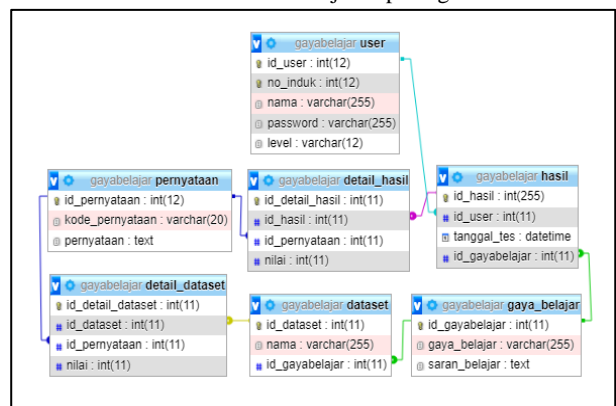 gayabelajar user
id_user : int(12)
no_induk : int(12)
nama : varchar(255)
password : varchar(255)
level : varchar(12)
gayabelajar pernyataan
id_pernyataan : int(12)
kode_pernyataan : varchar(20)
pernyataan : text
gayabelajar detail_hasil
id_detail_hasil : int(11)
id_hasil : int(11)
id_pernyataan : int(11)
nilai : int(11)
gayabelajar hasil
id_hasil : int(255)
id_user : int(11)
tanggal_tes : datetime
id_gayabelajar : int(11)
gayabelajar detail_dataset
id_detail_dataset : int(11)
id_dataset : int(11)
id_pernyataan : int(11)
nilai : int(11)
gayabelajar dataset
id_dataset : int(11)
nama : varchar(255)
id_gayabelajar : int(11)
gayabelajar gaya_belajar
id_gayabelajar : int(11)
gaya_belajar : varchar(255)
saran_belajar : text